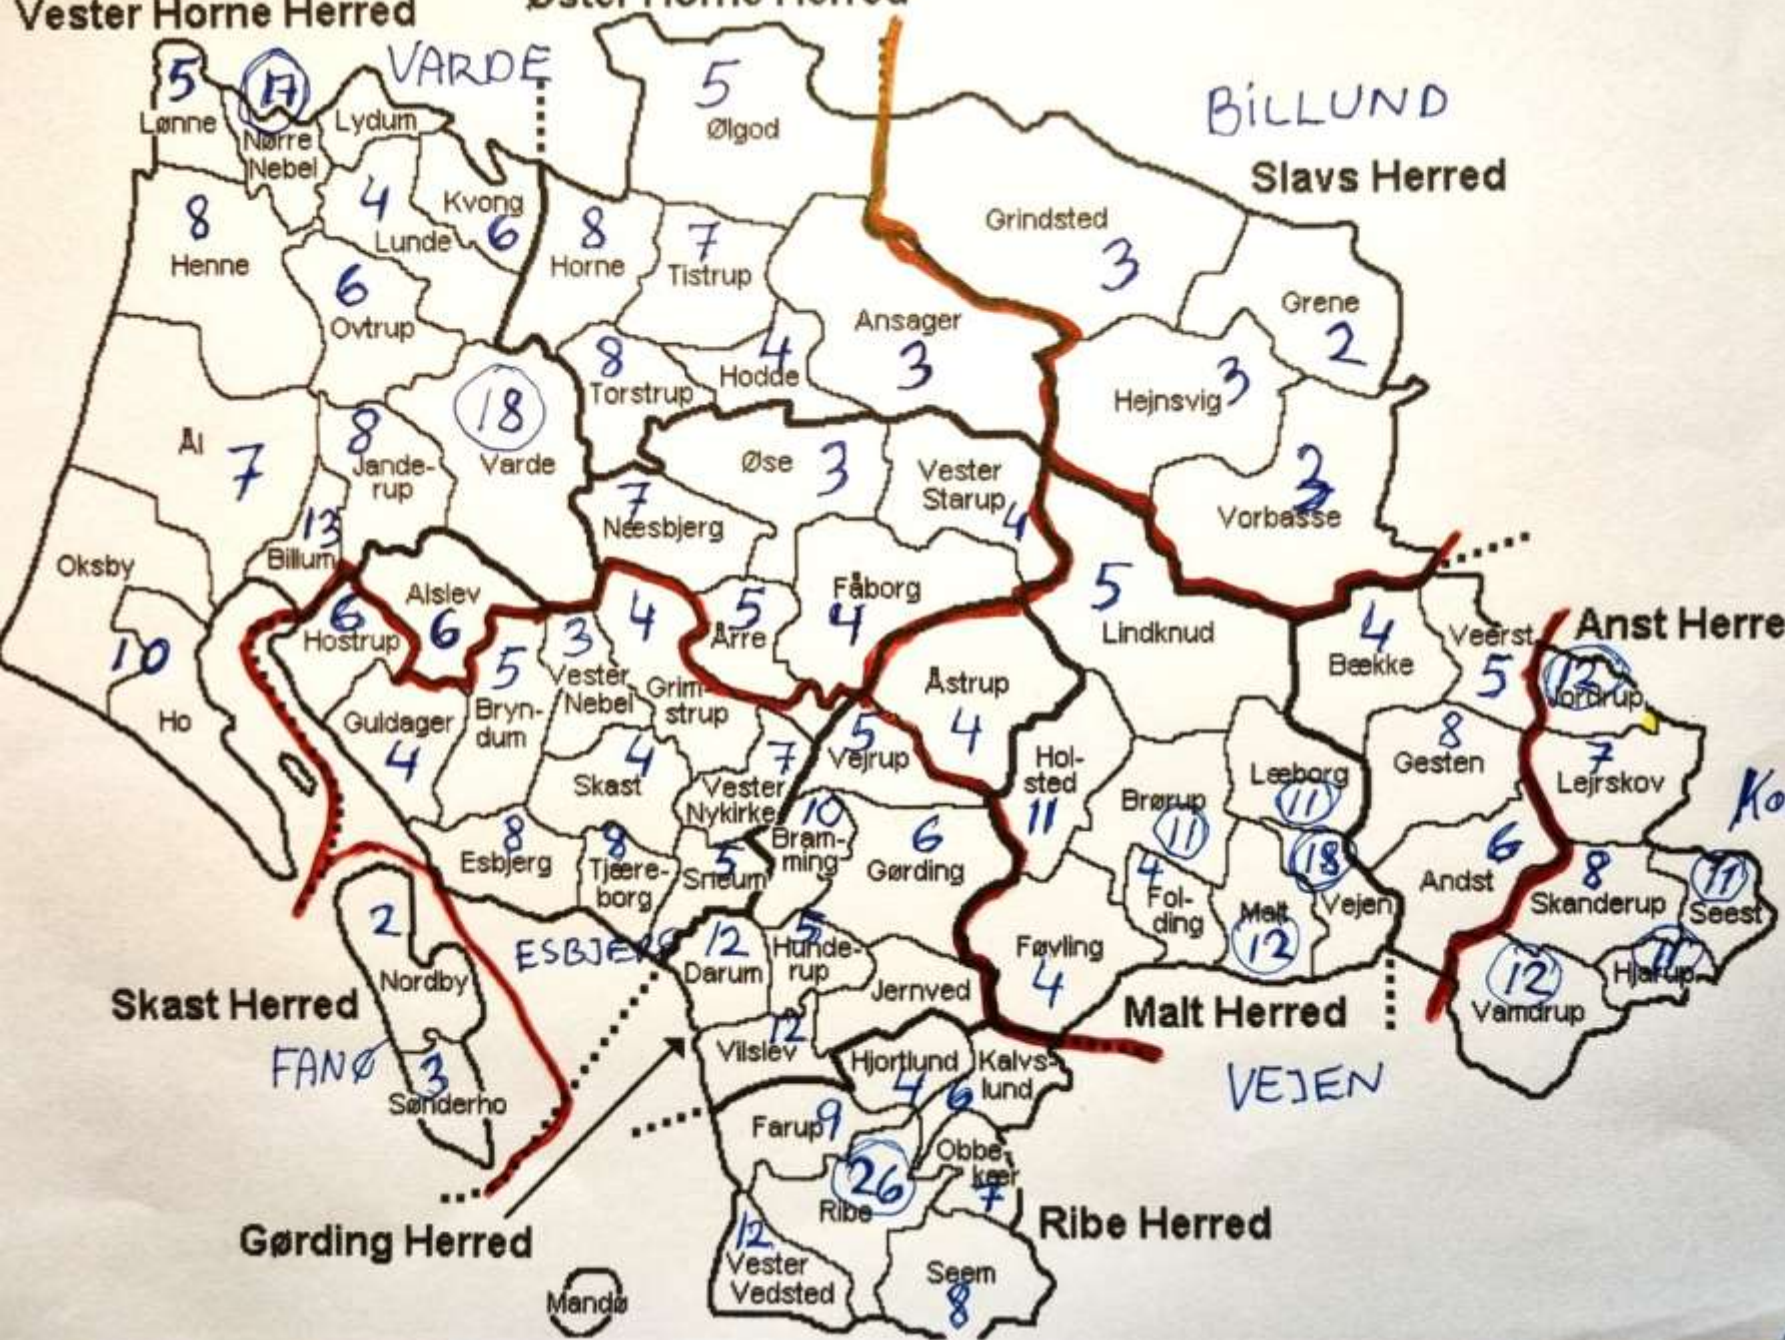 Vester Horne Herred
Øster Horne Herred
VARDE
5
Lønne
17
Nørre
Nebel
Lydum
5
Ølgod
BILLUND
Slavs Herred
8
Henne
4
Lunde
Kvong
6
8
Horne
7
Tistrup
Grindsted
3
Grene
2
6
Ovtrup
Ansager
3
8
Torstrup
4
Hodde
Hejnsvig
3
Ål
7
8
Jande-
rup
18
Varde
Øse
3
Vester
Starup
4
Vorbasse
7
Næsbjerg
13
Billum
Oksby
10
Ho
6
Hostrup
Alslev
6
4
Grim-
strup
5
Årre
Fåborg
4
5
Lindknud
4
Bække
Veerst
5
Anst Herre
12
Jordrup
Guldager
4
5
Bryn-
dum
3
Vester
Nebel
Åstrup
4
5
Vejrup
Hol-
sted
11
8
Gesten
7
Lejrskov
Ko
4
Skast
7
Vester
Nykirke
Læborg
11
Brørup
11
10
Bram-
ming
6
Gørding
8
Esbjerg
8
Tjære-
borg
5
Sneum
4
Fol-
ding
18
Vejen
Malt
12
6
Andst
8
Skanderup
11
Seest
2
Nordby
ESBJERG
12
Darum
5
Hunde-
rup
Jernved
Føvling
4
12
Vamdrup
11
Hjarup
Skast Herred
FANØ
3
Sønderho
12
Vilslev
Hjortlund
4
Kalvs-
lund
6
Malt Herred
VEJEN
Farup
9
26
Ribe
Obbe-
kær
7
Gørding Herred
Ribe Herred
12
Vester
Vedsted
Seem
8
Mandø